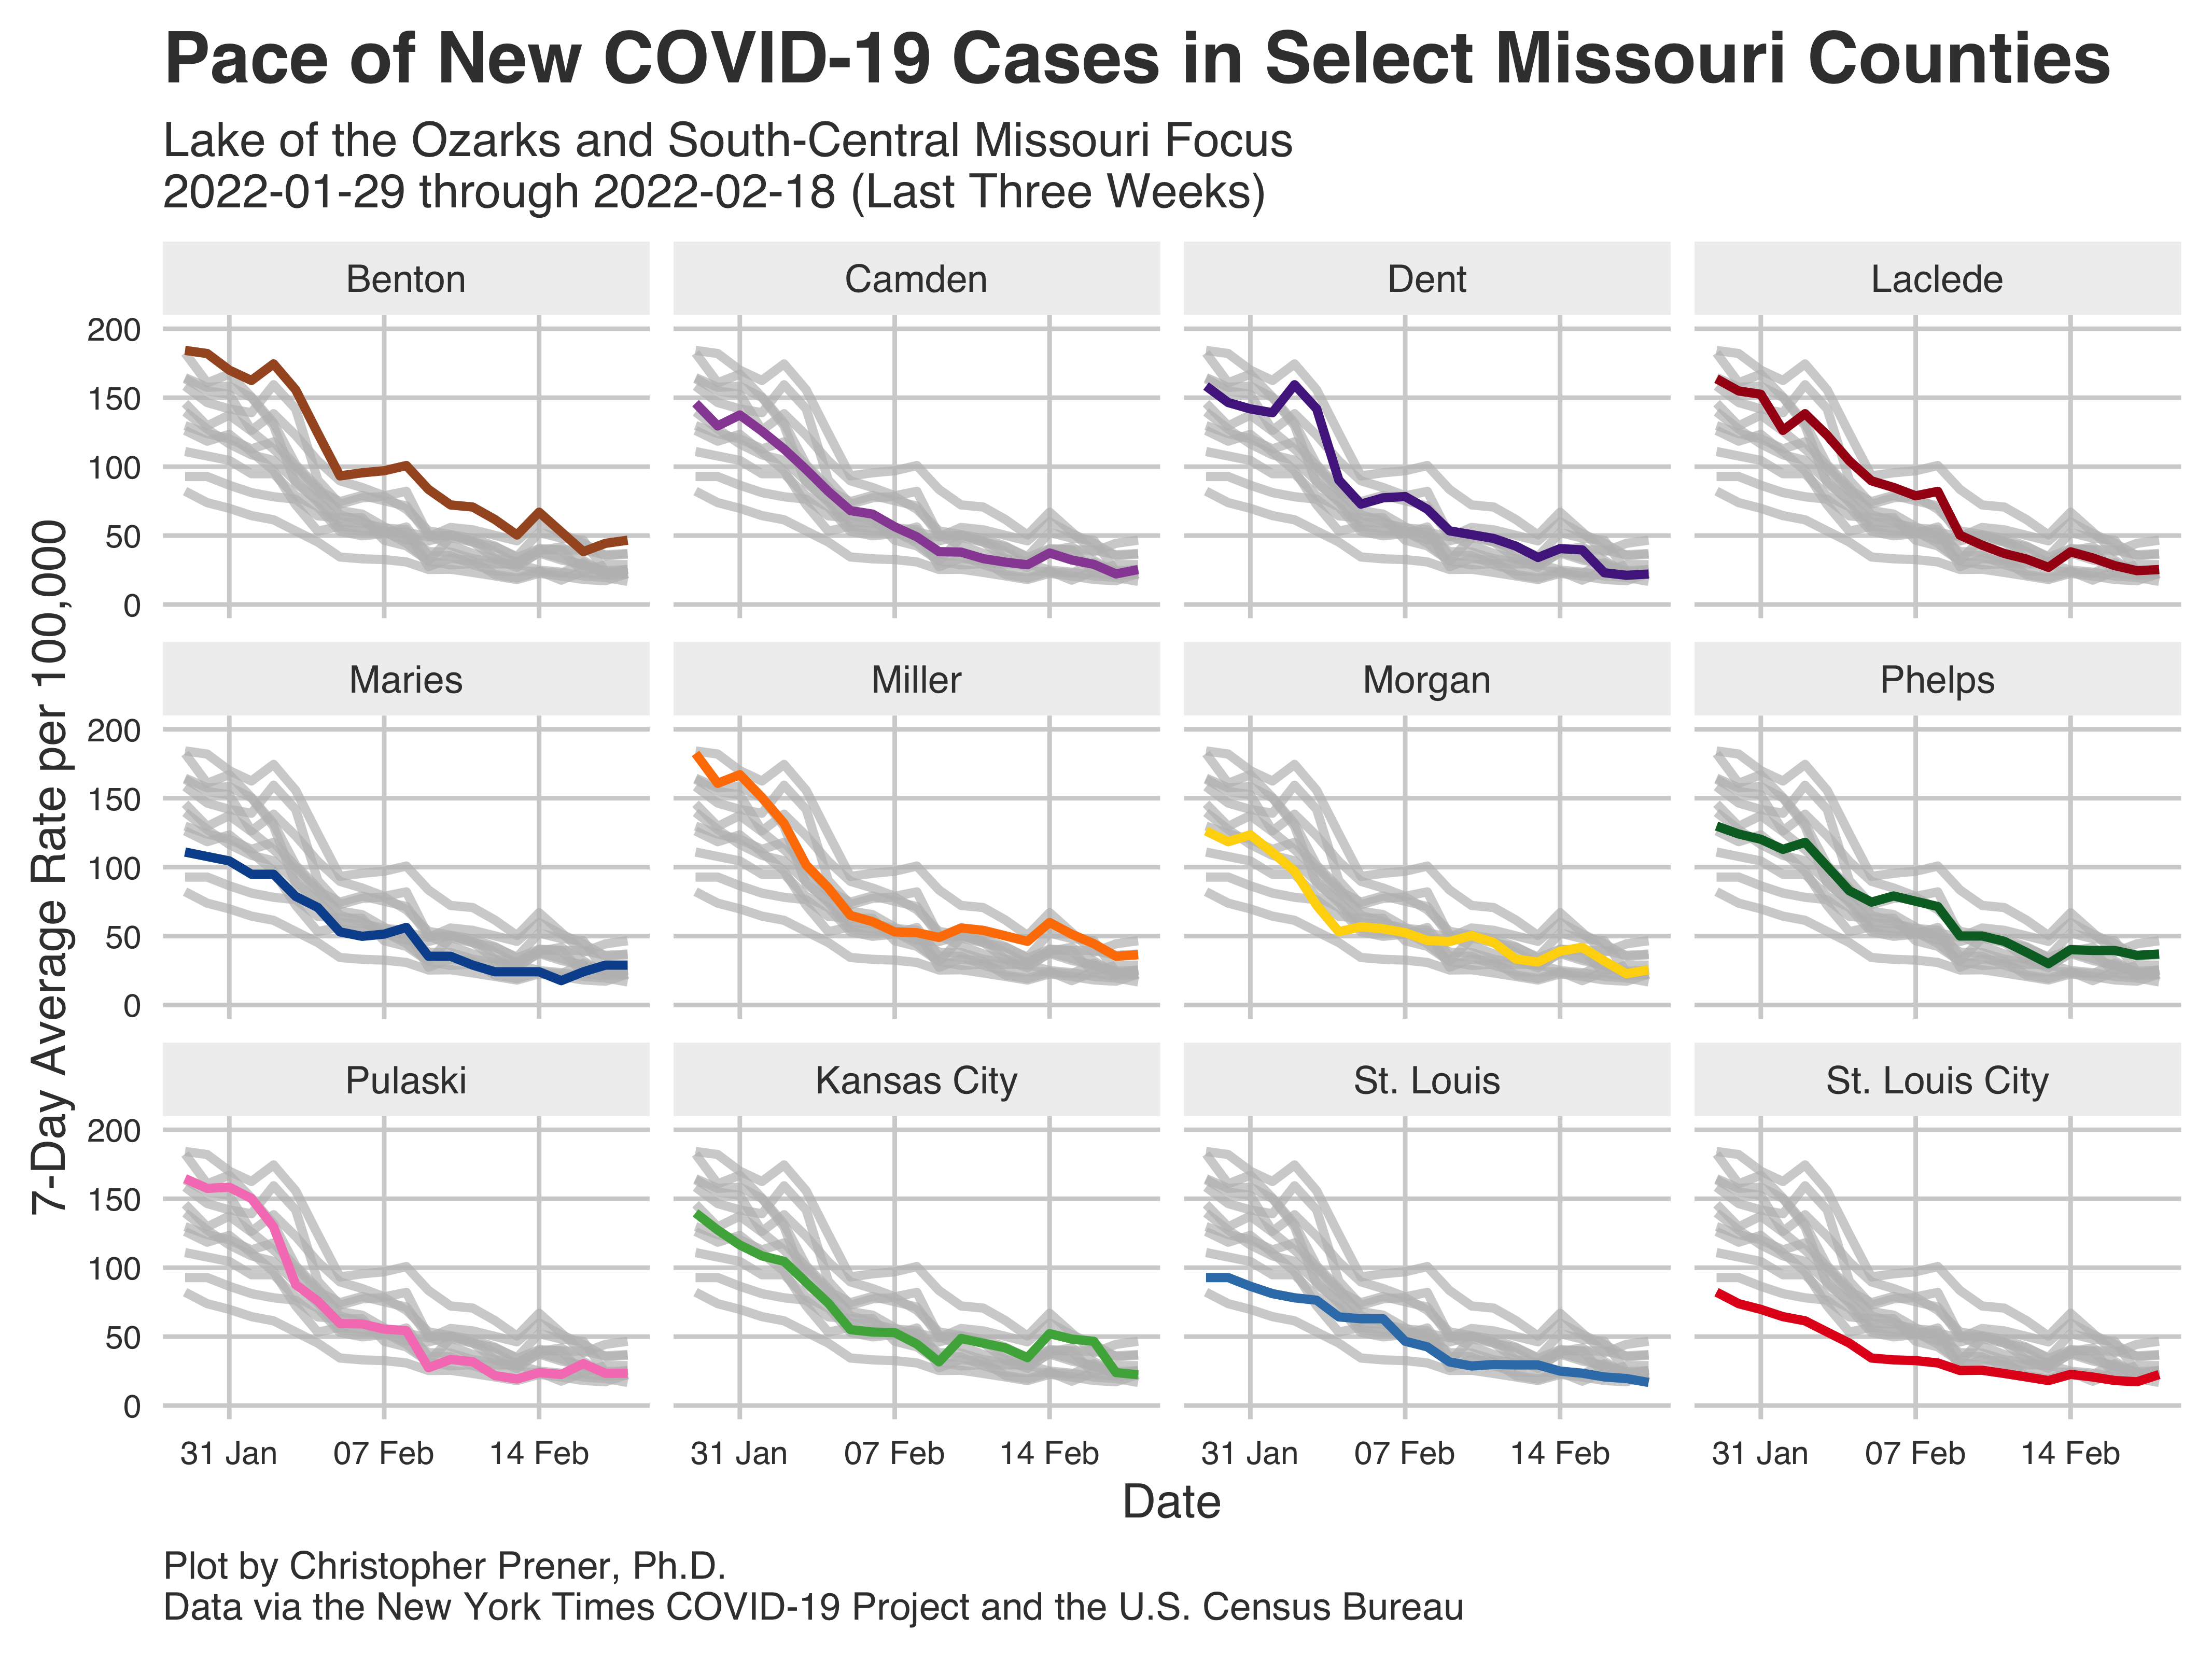 Pace of New COVID-19 Cases in Select Missouri Counties
Lake of the Ozarks and South-Central Missouri Focus
2022-01-29 through 2022-02-18 (Last Three Weeks)
7-Day Average Rate per 100,000
Benton
Camden
Dent
Laclede
200
150
100
50
0
Maries
Miller
Morgan
Phelps
200
150
100
50
0
Pulaski
Kansas City
St. Louis
St. Louis City
200
150
100
50
0
31 Jan 07 Feb 14 Feb
31 Jan 07 Feb 14 Feb
31 Jan 07 Feb 14 Feb
31 Jan 07 Feb 14 Feb
Date
Plot by Christopher Prener, Ph.D.
Data via the New York Times COVID-19 Project and the U.S. Census Bureau